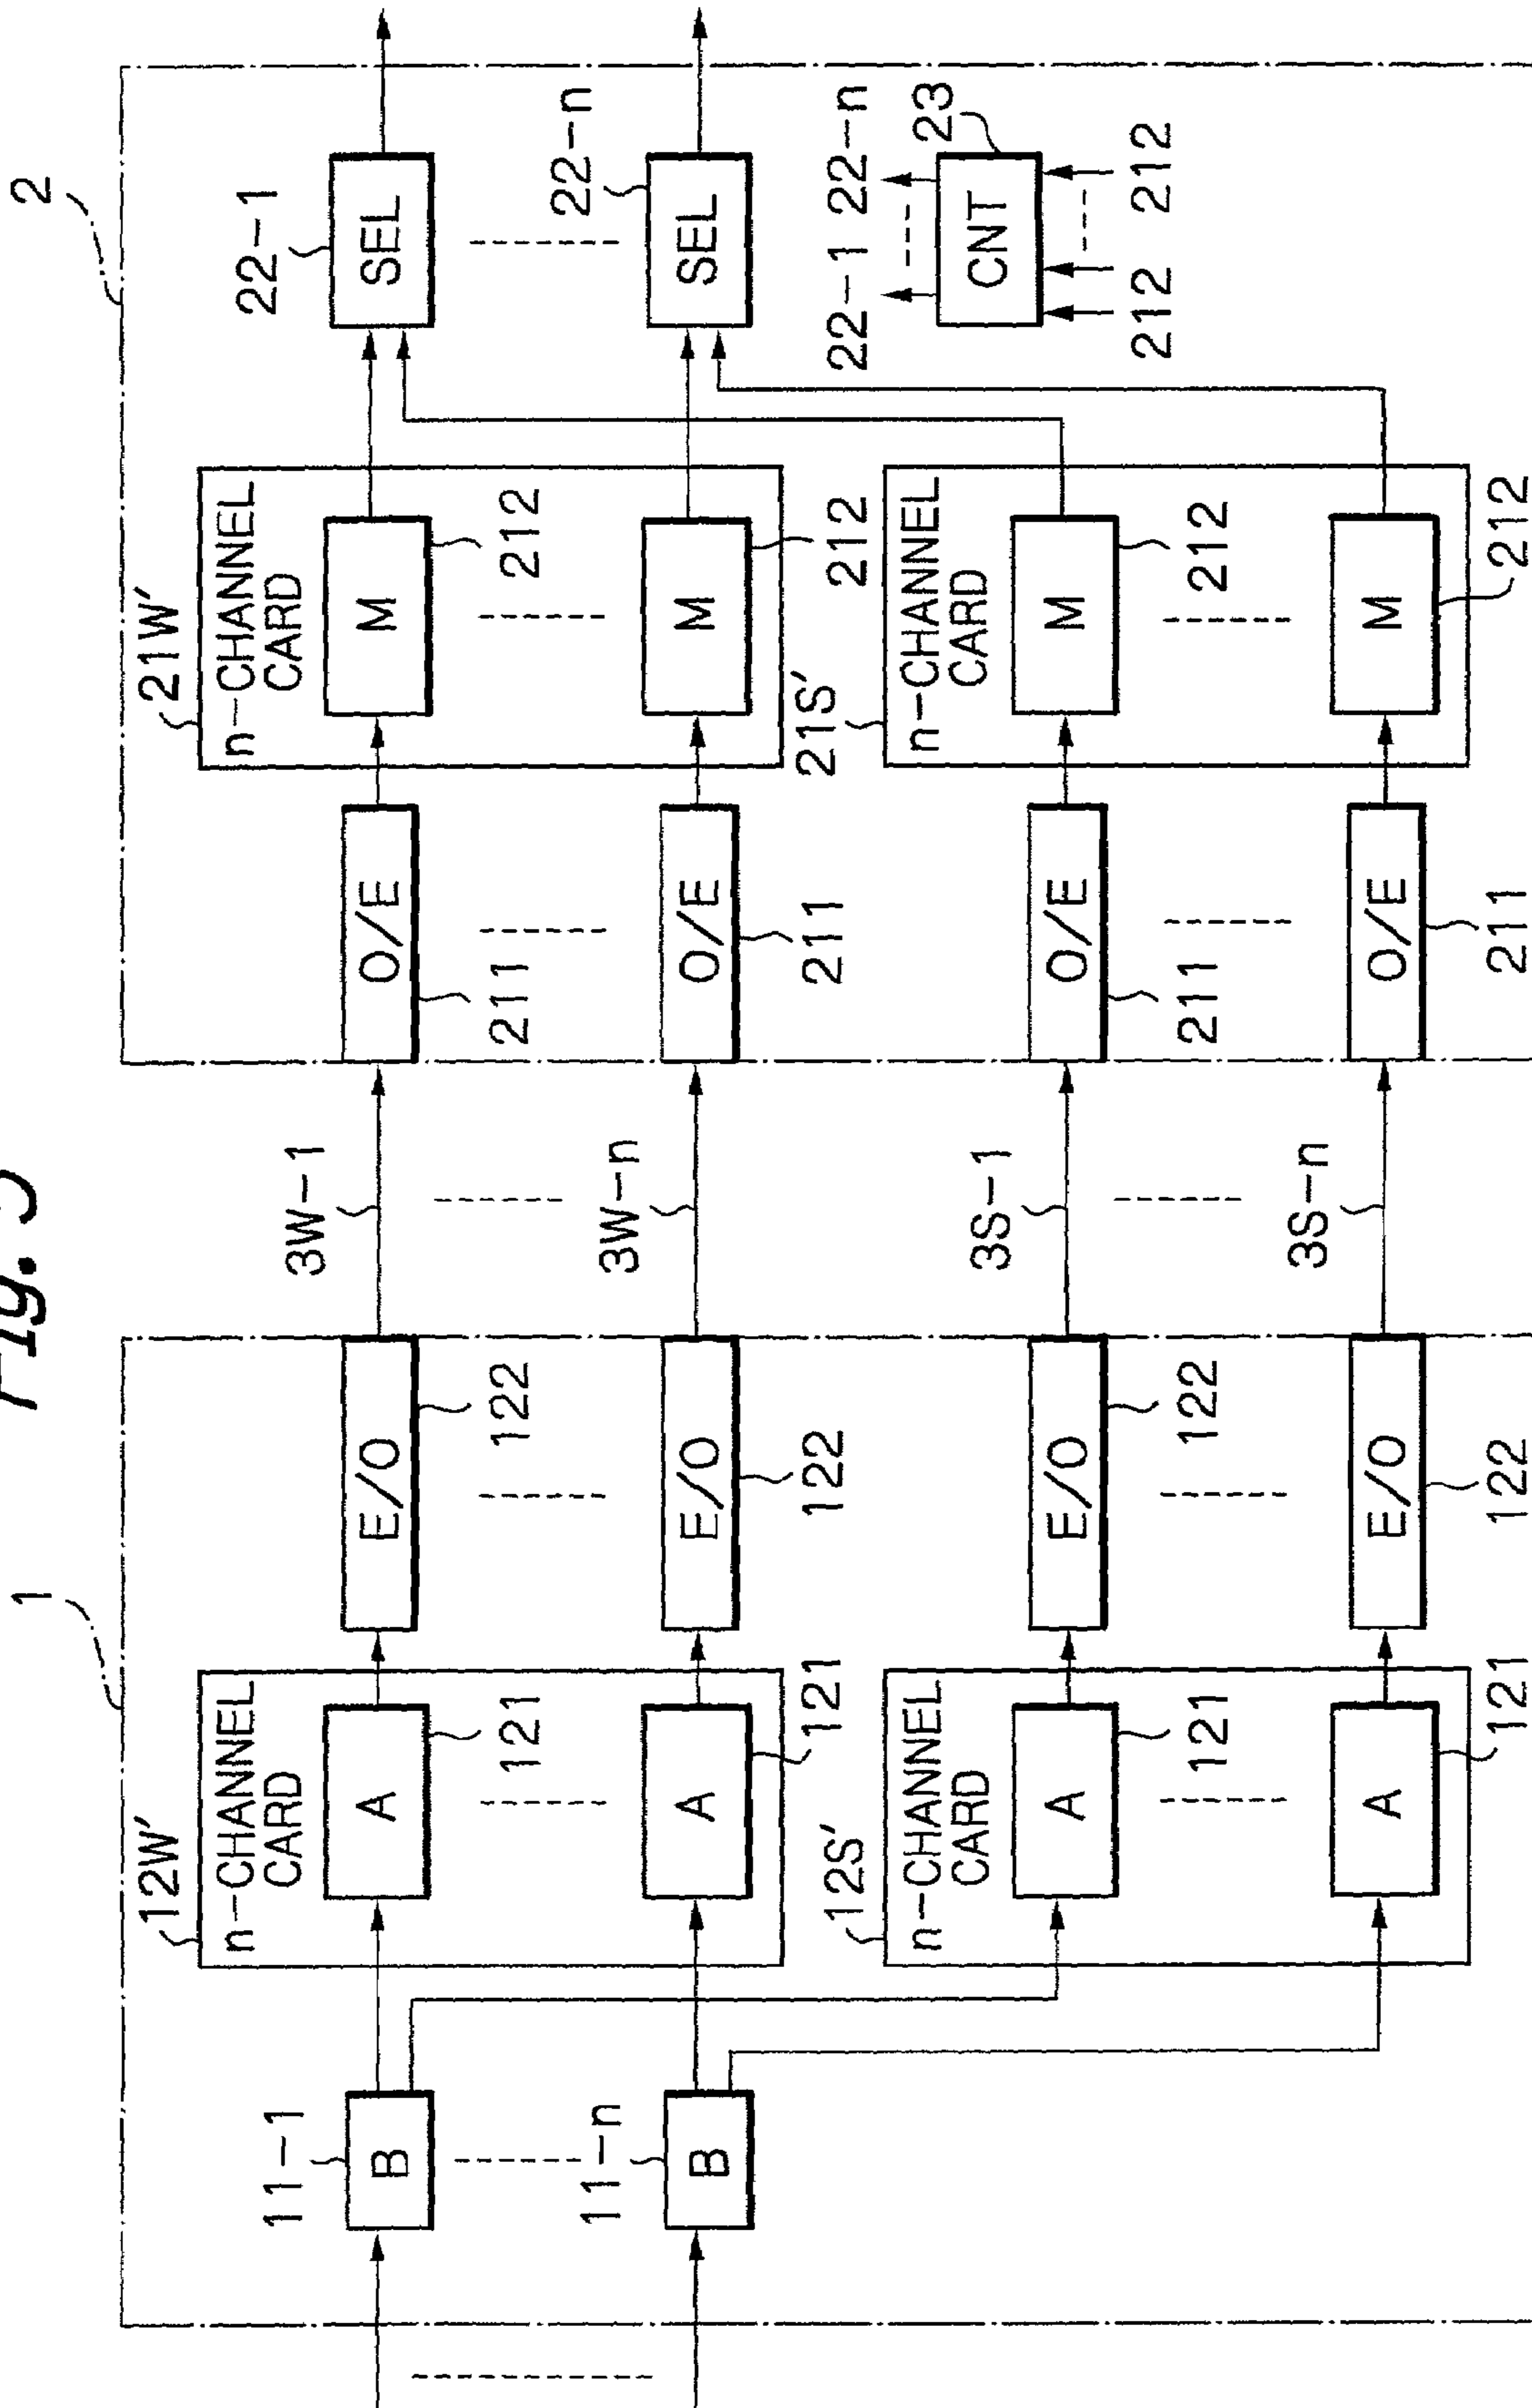 Fig.
1
2
12W'
n-CHANNEL
CARD
21W'
n-CHANNEL
CARD
11-1
B
A
121
E/O
122
3W-1
O/E
211
M
212
22-1
SEL
11-n
B
A
121
E/O
122
3W-n
O/E
211
M
212
22-n
SEL
12S'
n-CHANNEL
CARD
21S'
n-CHANNEL
CARD
22-1
22-n
CNT
23
212
212
212
A
121
E/O
122
3S-1
O/E
211
M
212
A
121
E/O
122
3S-n
O/E
211
M
212